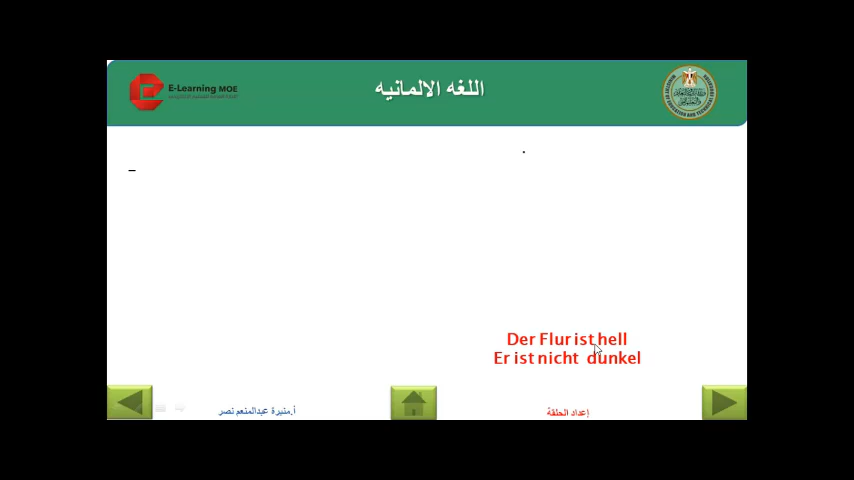 E-Learning MOE
اللغه الالمانيه
Der Flur ist hell
Er ist nicht dunkel
أ.منيرة عبدالمنعم نصر
إعداد الحلقة